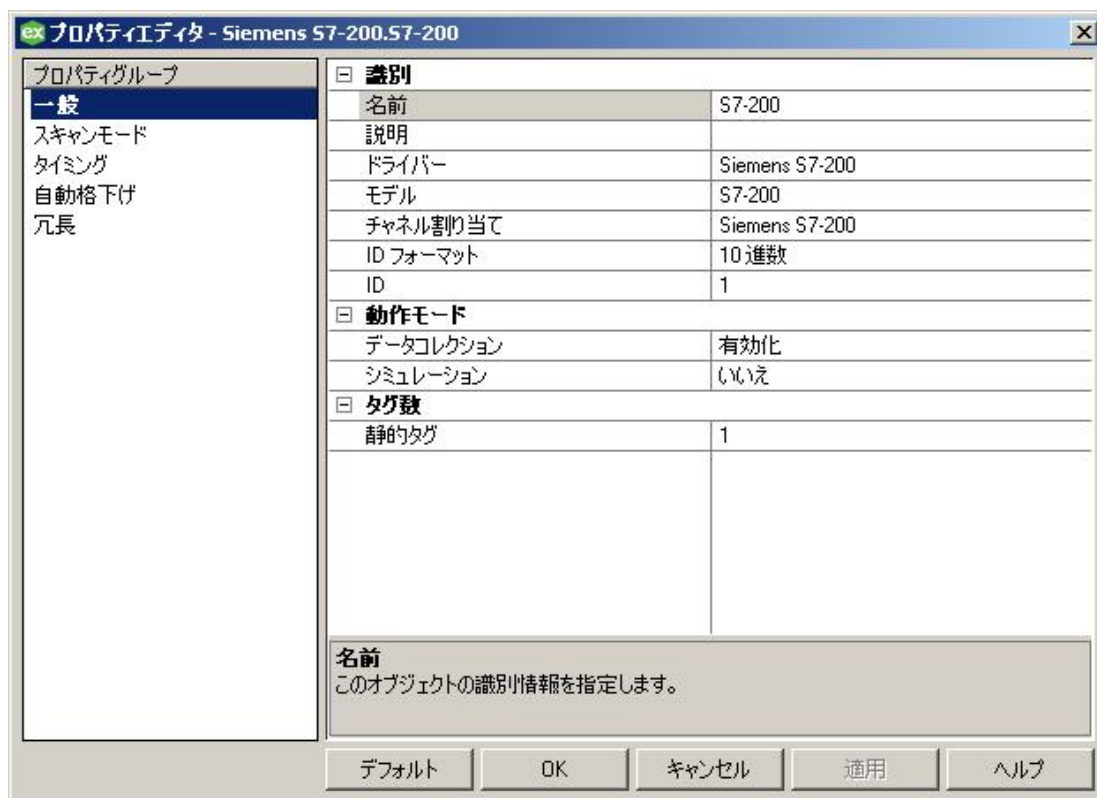 ex プロパティエディタ - Siemens S7-200.S7-200
プロパティグループ
一般
スキャンモード
タイミング
自動格下げ
冗長
識別
名前 S7-200
説明
ドライバー Siemens S7-200
モデル S7-200
チャネル割り当て Siemens S7-200
ID フォーマット 10 進数
ID 1
動作モード
データコレクション 有効化
シミュレーション いいえ
タグ数
静的タグ 1
名前
このオブジェクトの識別情報を指定します。
デフォルト OK キャンセル 適用 ヘルプ